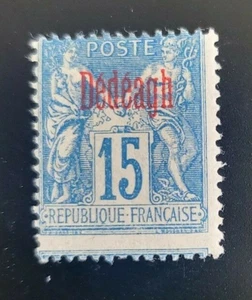 POSTE
Dédéagh
15
REPUBLIQUE FRANÇAISE